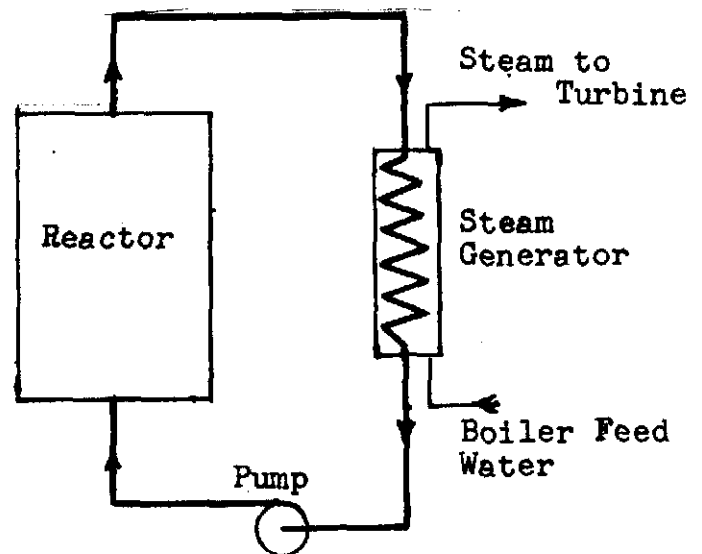 Steam to
Turbine
Reactor
Steam
Generator
Boiler Feed
Water
Pump